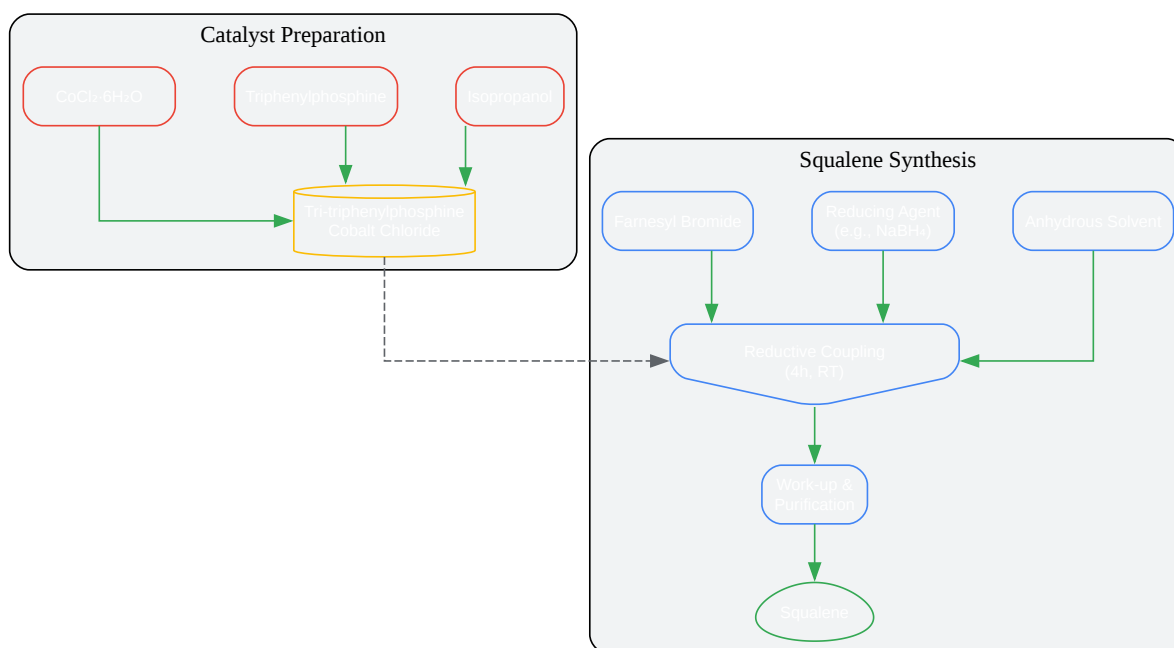 Catalyst Preparation
CoCl₂·6H₂O
Triphenylphosphine
Isopropanol
Tri-triphenylphosphine
Cobalt Chloride
Squalene Synthesis
Farnesyl Bromide
Reducing Agent
(e.g., NaBH₄)
Anhydrous Solvent
Reductive Coupling
(4h, RT)
Work-up &
Purification
Squalene